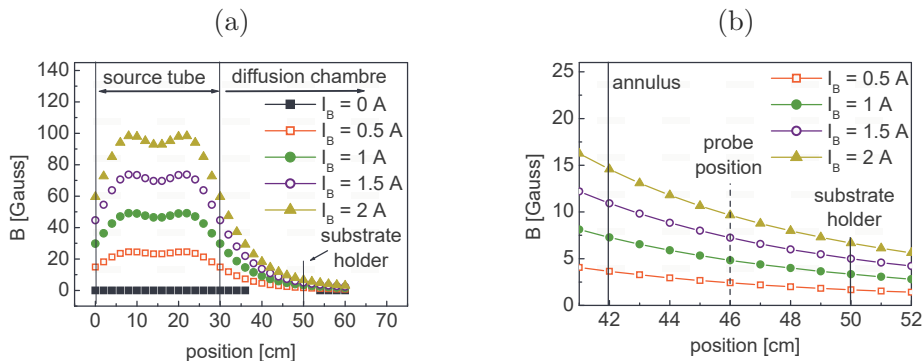 (a)
140
120
100
80
60
40
20
0
B [Gauss]
source tube
diffusion chambre
I_B = 0 A
I_B = 0.5 A
I_B = 1 A
I_B = 1.5 A
I_B = 2 A
substrate
holder
0 10 20 30 40 50 60 70
position [cm]
(b)
25
20
15
10
5
0
B [Gauss]
annulus
I_B = 0.5 A
I_B = 1 A
I_B = 1.5 A
I_B = 2 A
probe
position
substrate
holder
42 44 46 48 50 52
position [cm]